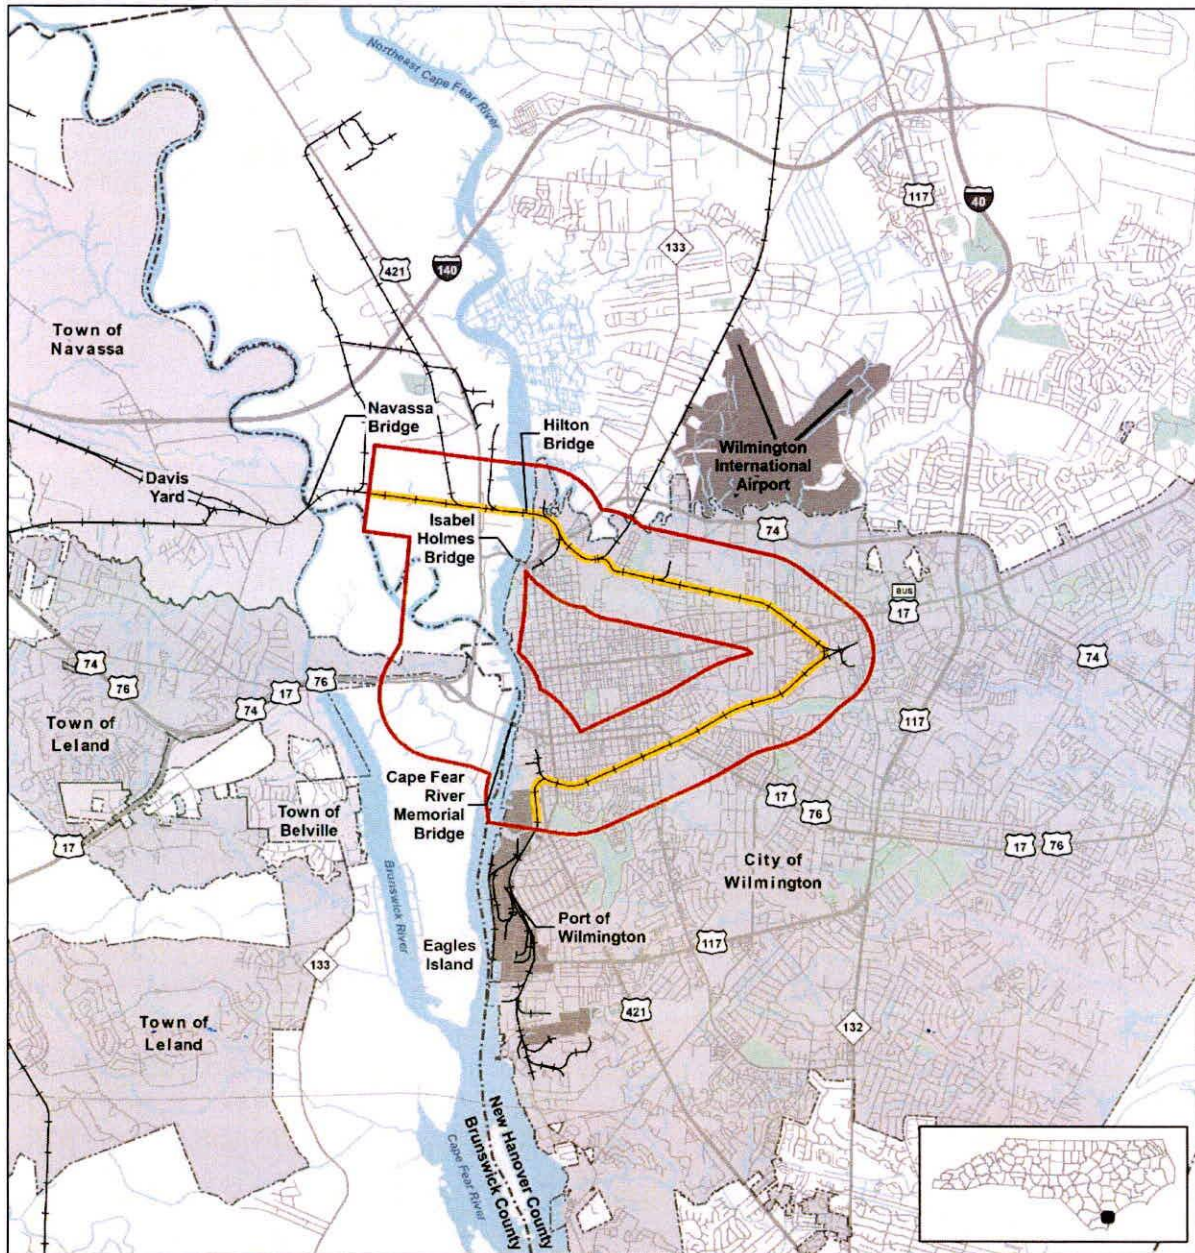 Northeast Cape Fear River
117
40
133
421
140
Town of
Navassa
Navassa
Bridge
Hilton
Bridge
Wilmington
International
Airport
Davis
Yard
Isabel
Holmes
Bridge
74
BUS
17
74
76
17
76
74
74
117
Town of
Leland
Cape Fear
River
Memorial
Bridge
17
76
Town of
Belville
17
17
76
City of
Wilmington
Brunswick River
Port of
Wilmington
Eagles
Island
117
133
421
132
Town of
Leland
New Hanover County
Brunswick County
Cape Fear River